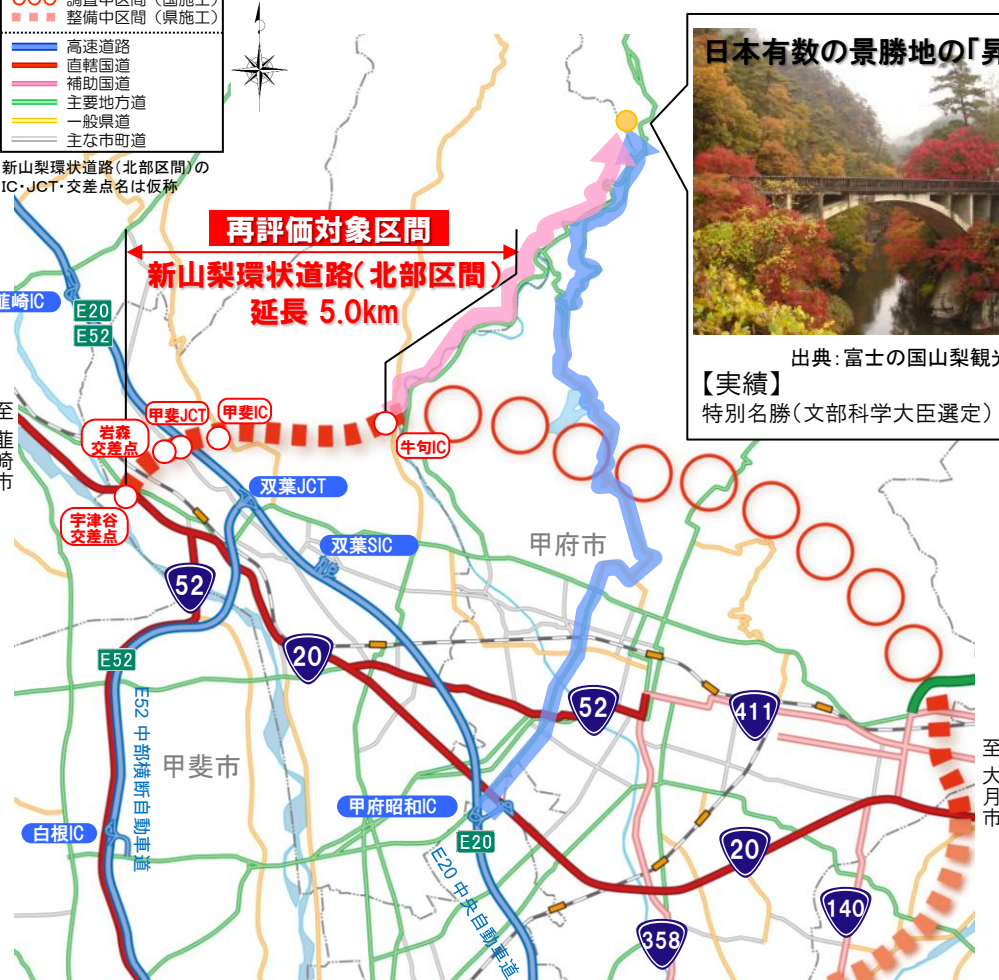 整備中区間（県施工）
高速道路
直轄国道
補助国道
主要地方道
一般県道
主な市町道
新山梨環状道路(北部区間)の
IC・JCT・交差点名は仮称
日本有数の景勝地の「昇
出典：富士の国山梨観光
【実績】
特別名勝（文部科学大臣選定）
再評価対象区間
新山梨環状道路（北部区間）
延長 5.0km
韮崎IC
E20
E52
至
韮崎市
甲斐JCT
甲斐IC
岩森
交差点
牛句IC
宇津谷
交差点
双葉JCT
双葉SIC
甲府市
52
20
E52
52
411
E52 中部横断自動車道
甲斐市
至
大月市
甲府昭和IC
白根IC
E20
20
E20 中央自動車道
140
358